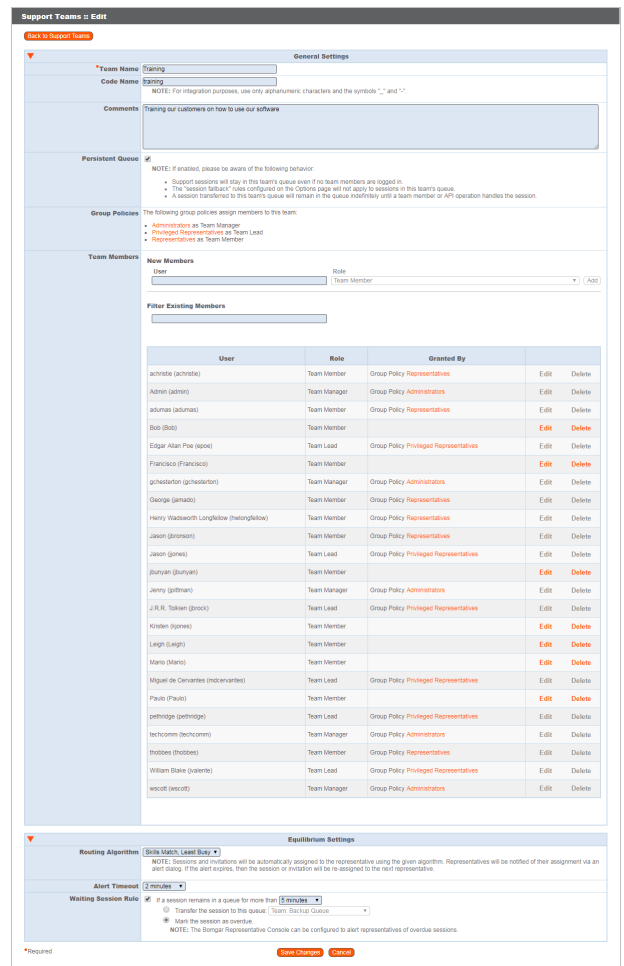 Support Teams :: Edit
Back to Support Teams
General Settings
*Team Name Training
Code Name training
NOTE: For integration purposes, use only alphanumeric characters and the symbols "_" and "-".
Comments Training our customers on how to use our software
Persistent Queue
NOTE: If enabled, please be aware of the following behavior:
Support sessions will stay in this team's queue even if no team members are logged in.
The "session fallback" rules configured on the Options page will not apply to sessions in this team's queue.
A session transferred to this team's queue will remain in the queue indefinitely until a team member or API operation handles the session.
Group Policies The following group policies assign members to this team:
Administrators as Team Manager
Privileged Representatives as Team Lead
Representatives as Team Member
Team Members New Members
User Role
Team Member Add
Filter Existing Members
User Role Granted By
achristie (achristie) Team Member Group Policy Representatives Edit Delete
Admin (admin) Team Manager Group Policy Administrators Edit Delete
adumas (adumas) Team Member Group Policy Representatives Edit Delete
Bob (Bob) Team Member Edit Delete
Edgar Allan Poe (epoe) Team Lead Group Policy Privileged Representatives Edit Delete
Francisco (Francisco) Team Member Edit Delete
gchesterton (gchesterton) Team Manager Group Policy Administrators Edit Delete
George (jamado) Team Member Group Policy Representatives Edit Delete
Henry Wadsworth Longfellow (hwlongfellow) Team Member Group Policy Representatives Edit Delete
Jason (jbronson) Team Member Group Policy Representatives Edit Delete
Jason (jjones) Team Lead Group Policy Privileged Representatives Edit Delete
jbunyan (jbunyan) Team Member Edit Delete
Jenny (jpittman) Team Manager Group Policy Administrators Edit Delete
J.R.R. Tolkien (jbrock) Team Lead Group Policy Privileged Representatives Edit Delete
Kristen (kjones) Team Member Edit Delete
Leigh (Leigh) Team Member Edit Delete
Mario (Mario) Team Member Edit Delete
Miguel de Cervantes (mdcervantes) Team Lead Group Policy Privileged Representatives Edit Delete
Paulo (Paulo) Team Member Edit Delete
pethridge (pethridge) Team Lead Group Policy Privileged Representatives Edit Delete
techcomm (techcomm) Team Manager Group Policy Administrators Edit Delete
thobbes (thobbes) Team Member Group Policy Representatives Edit Delete
William Blake (jvalente) Team Lead Group Policy Privileged Representatives Edit Delete
wscott (wscott) Team Manager Group Policy Administrators Edit Delete
Equilibrium Settings
Routing Algorithm Skills Match, Least Busy
NOTE: Sessions and invitations will be automatically assigned to the representative using the given algorithm. Representatives will be notified of their assignment via an
alert dialog. If the alert expires, then the session or invitation will be re-assigned to the next representative.
Alert Timeout 2 minutes
Waiting Session Rule If a session remains in a queue for more than 5 minutes
Transfer the session to this queue: Team: Backup Queue
Mark the session as overdue.
NOTE: The Bomgar Representative Console can be configured to alert representatives of overdue sessions.
*Required Save Changes Cancel